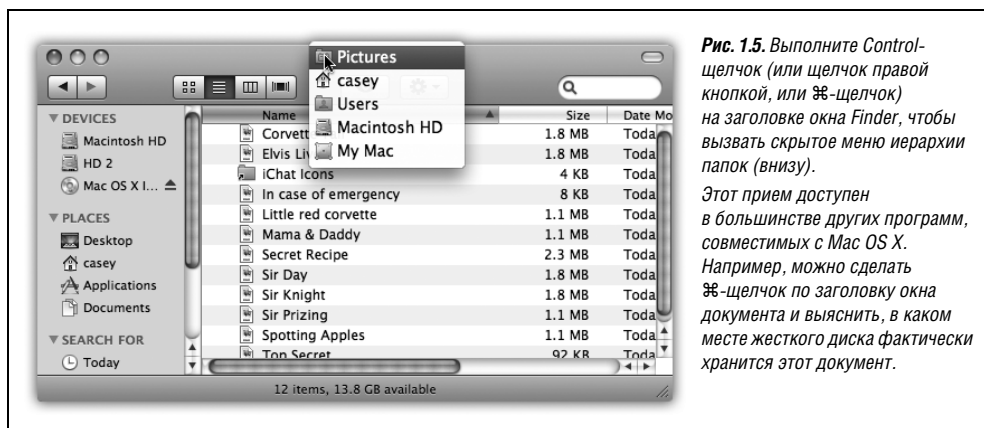 Pictures
casey
Users
Macintosh HD
My Mac
DEVICES
Macintosh HD
HD 2
Mac OS X I...
PLACES
Desktop
casey
Applications
Documents
SEARCH FOR
Today
Name Size Date Mo
Corvett 1.8 MB Toda
Elvis Li 1.8 MB Toda
iChat Icons 4 KB Toda
In case of emergency 8 KB Toda
Little red corvette 1.1 MB Toda
Mama & Daddy 1.1 MB Toda
Secret Recipe 2.3 MB Toda
Sir Day 1.8 MB Toda
Sir Knight 1.8 MB Toda
Sir Prizing 1.1 MB Toda
Spotting Apples 1.1 MB Toda
Top Secret 92 KB Toda
12 items, 13.8 GB available
Рис. 1.5. Выполните Control-
щелчок (или щелчок правой
кнопкой, или ⌘-щелчок)
на заголовке окна Finder, чтобы
вызвать скрытое меню иерархии
папок (внизу).
Этот прием доступен
в большинстве других программ,
совместимых с Mac OS X.
Например, можно сделать
⌘-щелчок по заголовку окна
документа и выяснить, в каком
месте жесткого диска фактически
хранится этот документ.